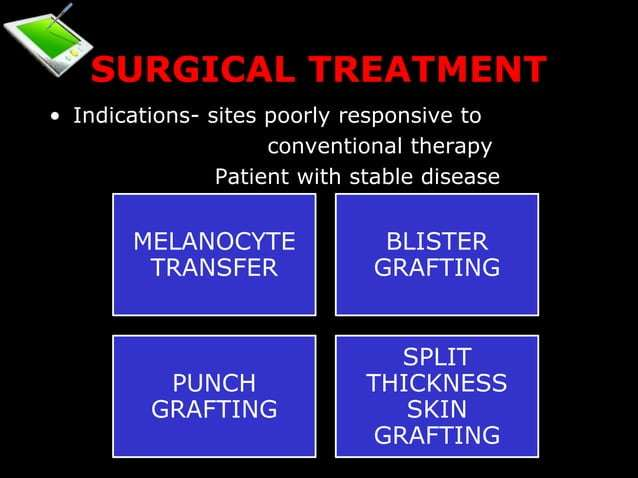 SURGICAL TREATMENT
• Indications- sites poorly responsive to
conventional therapy
Patient with stable disease
MELANOCYTE
TRANSFER
BLISTER
GRAFTING
PUNCH
GRAFTING
SPLIT
THICKNESS
SKIN
GRAFTING